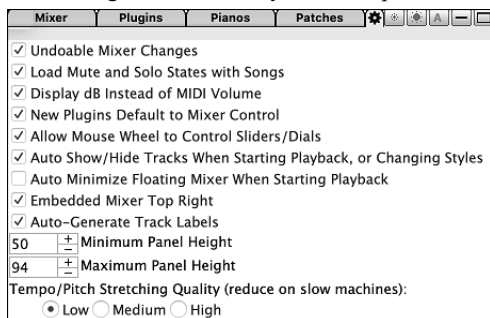 Mixer Plugins Pianos Patches A
Undoable Mixer Changes
Load Mute and Solo States with Songs
Display dB Instead of MIDI Volume
New Plugins Default to Mixer Control
Allow Mouse Wheel to Control Sliders/Dials
Auto Show/Hide Tracks When Starting Playback, or Changing Styles
Auto Minimize Floating Mixer When Starting Playback
Embedded Mixer Top Right
Auto-Generate Track Labels
50 + − Minimum Panel Height
94 + − Maximum Panel Height
Tempo/Pitch Stretching Quality (reduce on slow machines):
Low Medium High